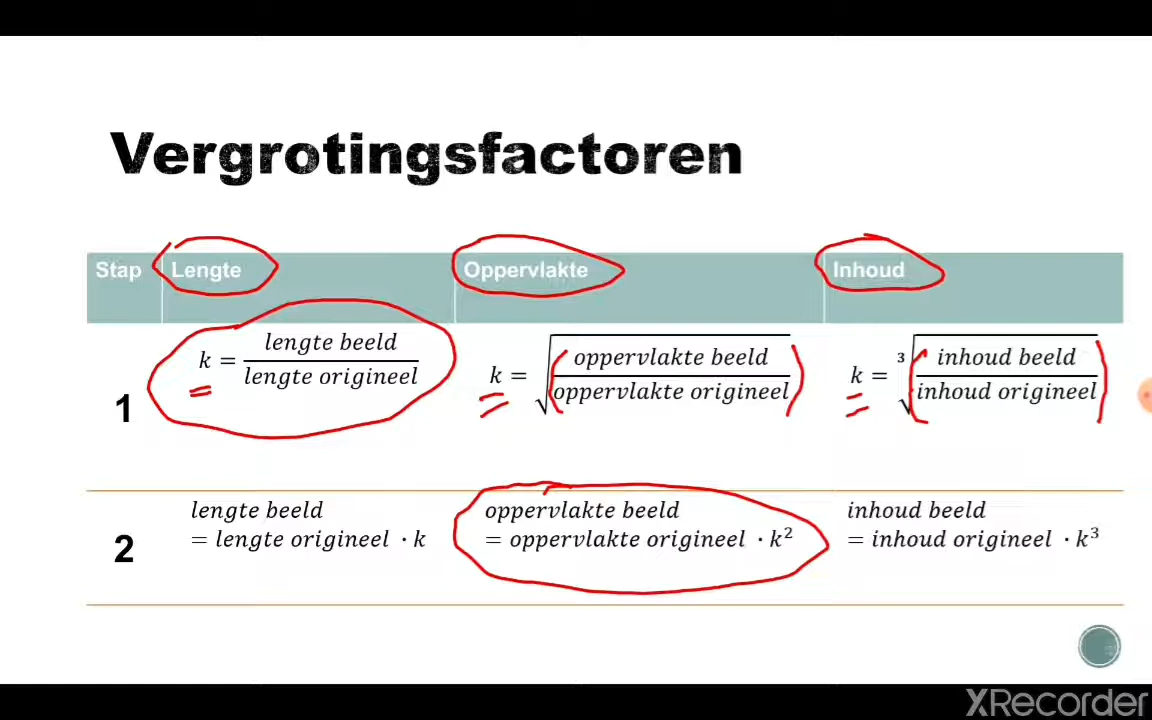 Vergrotingsfactoren
Stap Lengte Oppervlakte Inhoud
1
k = lengte beeld / lengte origineel
k = √(oppervlakte beeld / oppervlakte origineel)
k = ³√(inhoud beeld / inhoud origineel)
2
lengte beeld
= lengte origineel · k
oppervlakte beeld
= oppervlakte origineel · k²
inhoud beeld
= inhoud origineel · k³
XRecorder